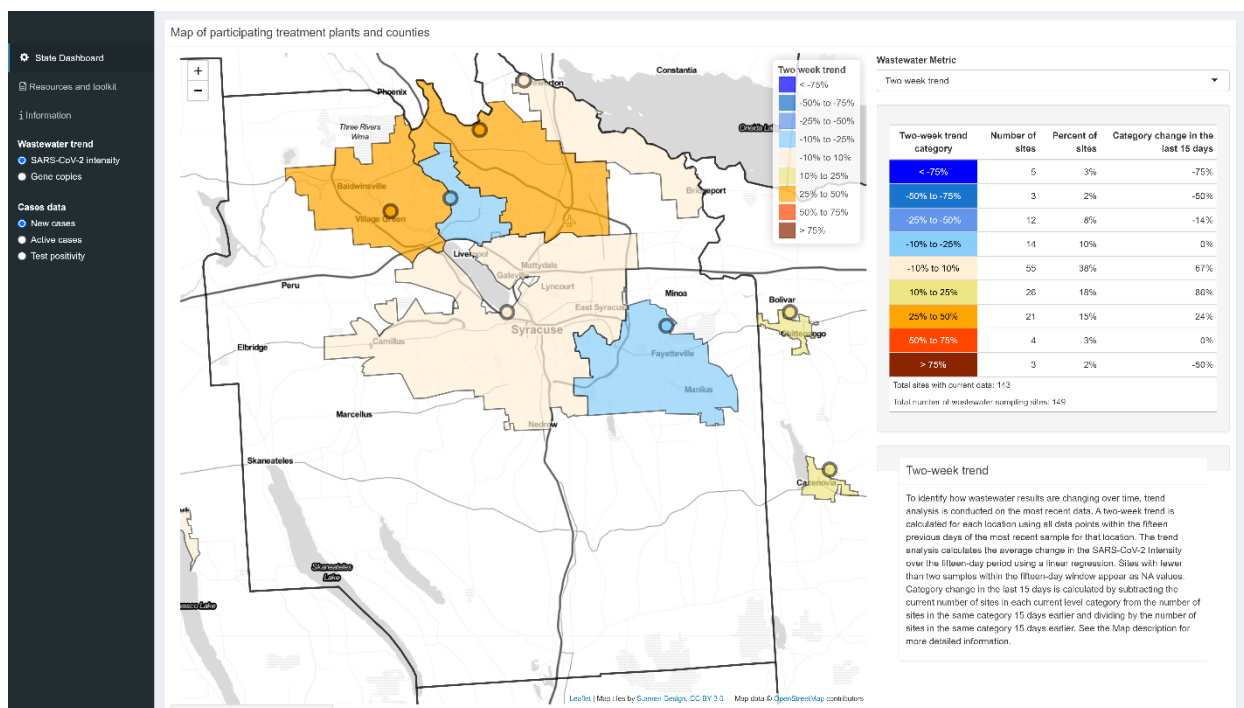 State Dashboard
Resources and toolkit
i Information
Wastewater trend
SARS-CoV-2 intensity
Gene copies
Cases data
New cases
Active cases
Test positivity
Map of participating treatment plants and counties
+
−
Constantia
Phoenix
Three Rivers
Wma
Baldwinsville
Village Green
Liverpool
Mattydale
Galeville
Lyncourt
East Syracuse
Syracuse
Minoa
Bolivar
Peru
Elbridge
Camillus
Fayetteville
Manlius
Marcellus
Nedrow
Skaneateles
Skaneateles
Lake
Two week trend
< -75%
-50% to -75%
-25% to -50%
-10% to -25%
-10% to 10%
10% to 25%
25% to 50%
50% to 75%
> 75%
Leaflet | Map tiles by Stamen Design, CC BY 3.0 Map data © OpenStreetMap contributors
Wastewater Metric
Two week trend
Two-week trend category Number of sites Percent of sites Category change in the last 15 days
< -75% 5 3% -75%
-50% to -75% 3 2% -50%
-25% to -50% 12 8% -14%
-10% to -25% 14 10% 0%
-10% to 10% 55 38% 67%
10% to 25% 26 18% 86%
25% to 50% 21 15% 24%
50% to 75% 4 3% 0%
> 75% 3 2% -50%
Total sites with current data: 143
Total number of wastewater sampling sites: 149
Two-week trend
To identify how wastewater results are changing over time, trend
analysis is conducted on the most recent data. A two-week trend is
calculated for each location using all data points within the fifteen
previous days of the most recent sample for that location. The trend
analysis calculates the average change in the SARS-CoV-2 Intensity
over the fifteen-day period using a linear regression. Sites with fewer
than two samples within the fifteen-day window appear as NA values.
Category change in the last 15 days is calculated by subtracting the
current number of sites in each current level category from the number of
sites in the same category 15 days earlier and dividing by the number of
sites in the same category 15 days earlier. See the Map description for
more detailed information.